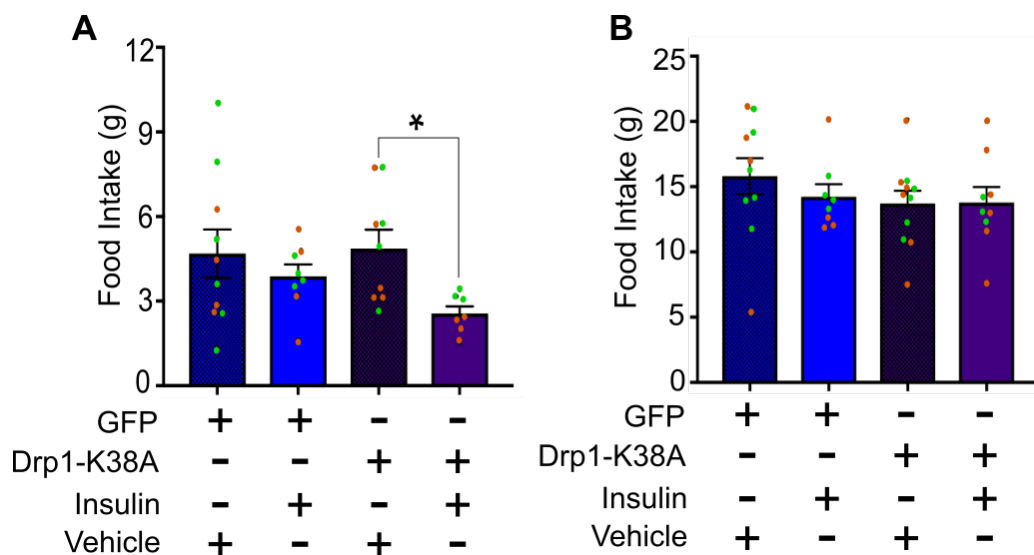 A
Food Intake (g)
12
9
6
3
0
*
GFP + + - -
Drp1-K38A - - + +
Insulin - + - +
Vehicle + - + -
B
Food Intake (g)
25
20
15
10
5
0
GFP + + - -
Drp1-K38A - - + +
Insulin - + - +
Vehicle + - + -